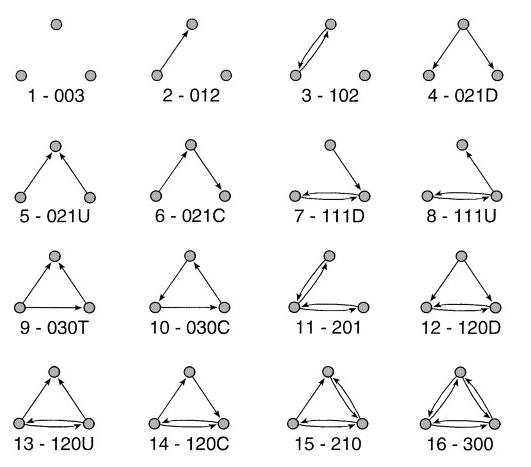 1 - 003
2 - 012
3 - 102
4 - 021D
5 - 021U
6 - 021C
7 - 111D
8 - 111U
9 - 030T
10 - 030C
11 - 201
12 - 120D
13 - 120U
14 - 120C
15 - 210
16 - 300